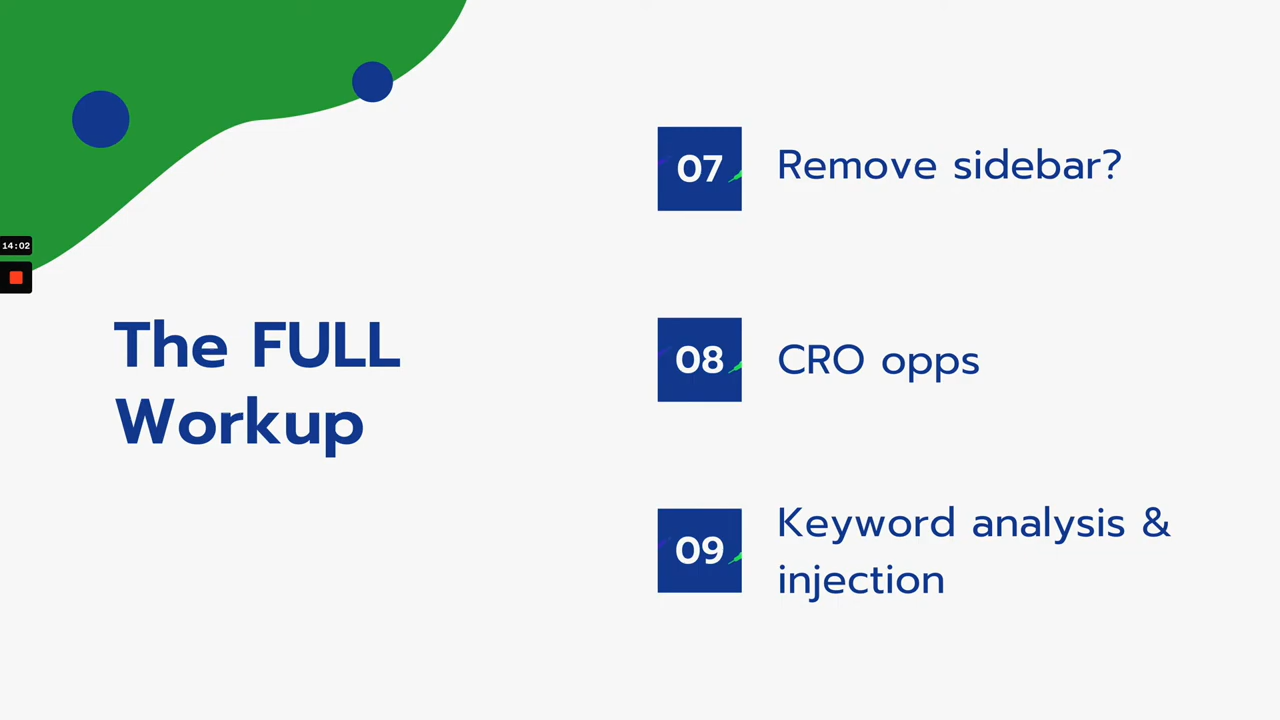 14:02
The FULL
Workup
07
Remove sidebar?
08
CRO opps
09
Keyword analysis &
injection